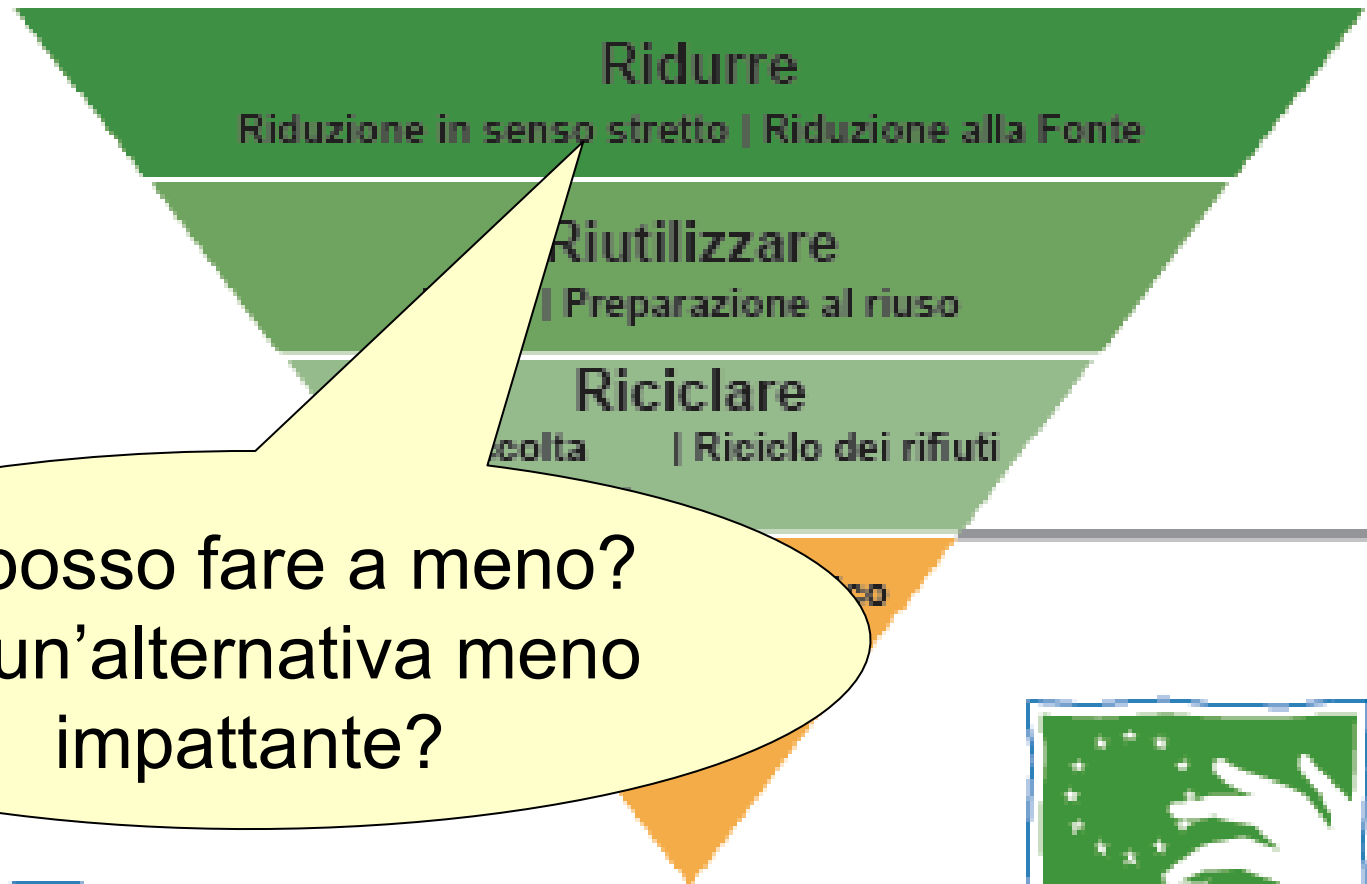 Ridurre
Riduzione in senso stretto | Riduzione alla Fonte
Riutilizzare
| Preparazione al riuso
Riciclare
| Riciclo dei rifiuti
posso fare a meno?
un’alternativa meno
impattante?